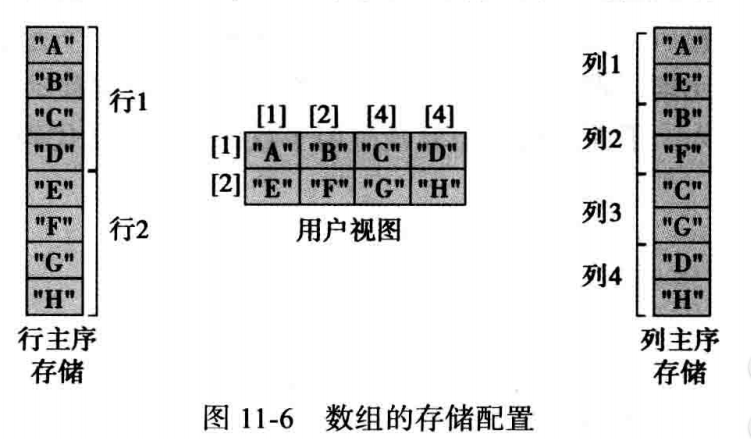 "A"
"B"
"C"
"D"
"E"
"F"
"G"
"H"
行1
行2
行主序
存储
[1] [2] [4] [4]
[1] "A" "B" "C" "D"
[2] "E" "F" "G" "H"
用户视图
列1
列2
列3
列4
"A"
"E"
"B"
"F"
"C"
"G"
"D"
"H"
列主序
存储
图 11-6 数组的存储配置